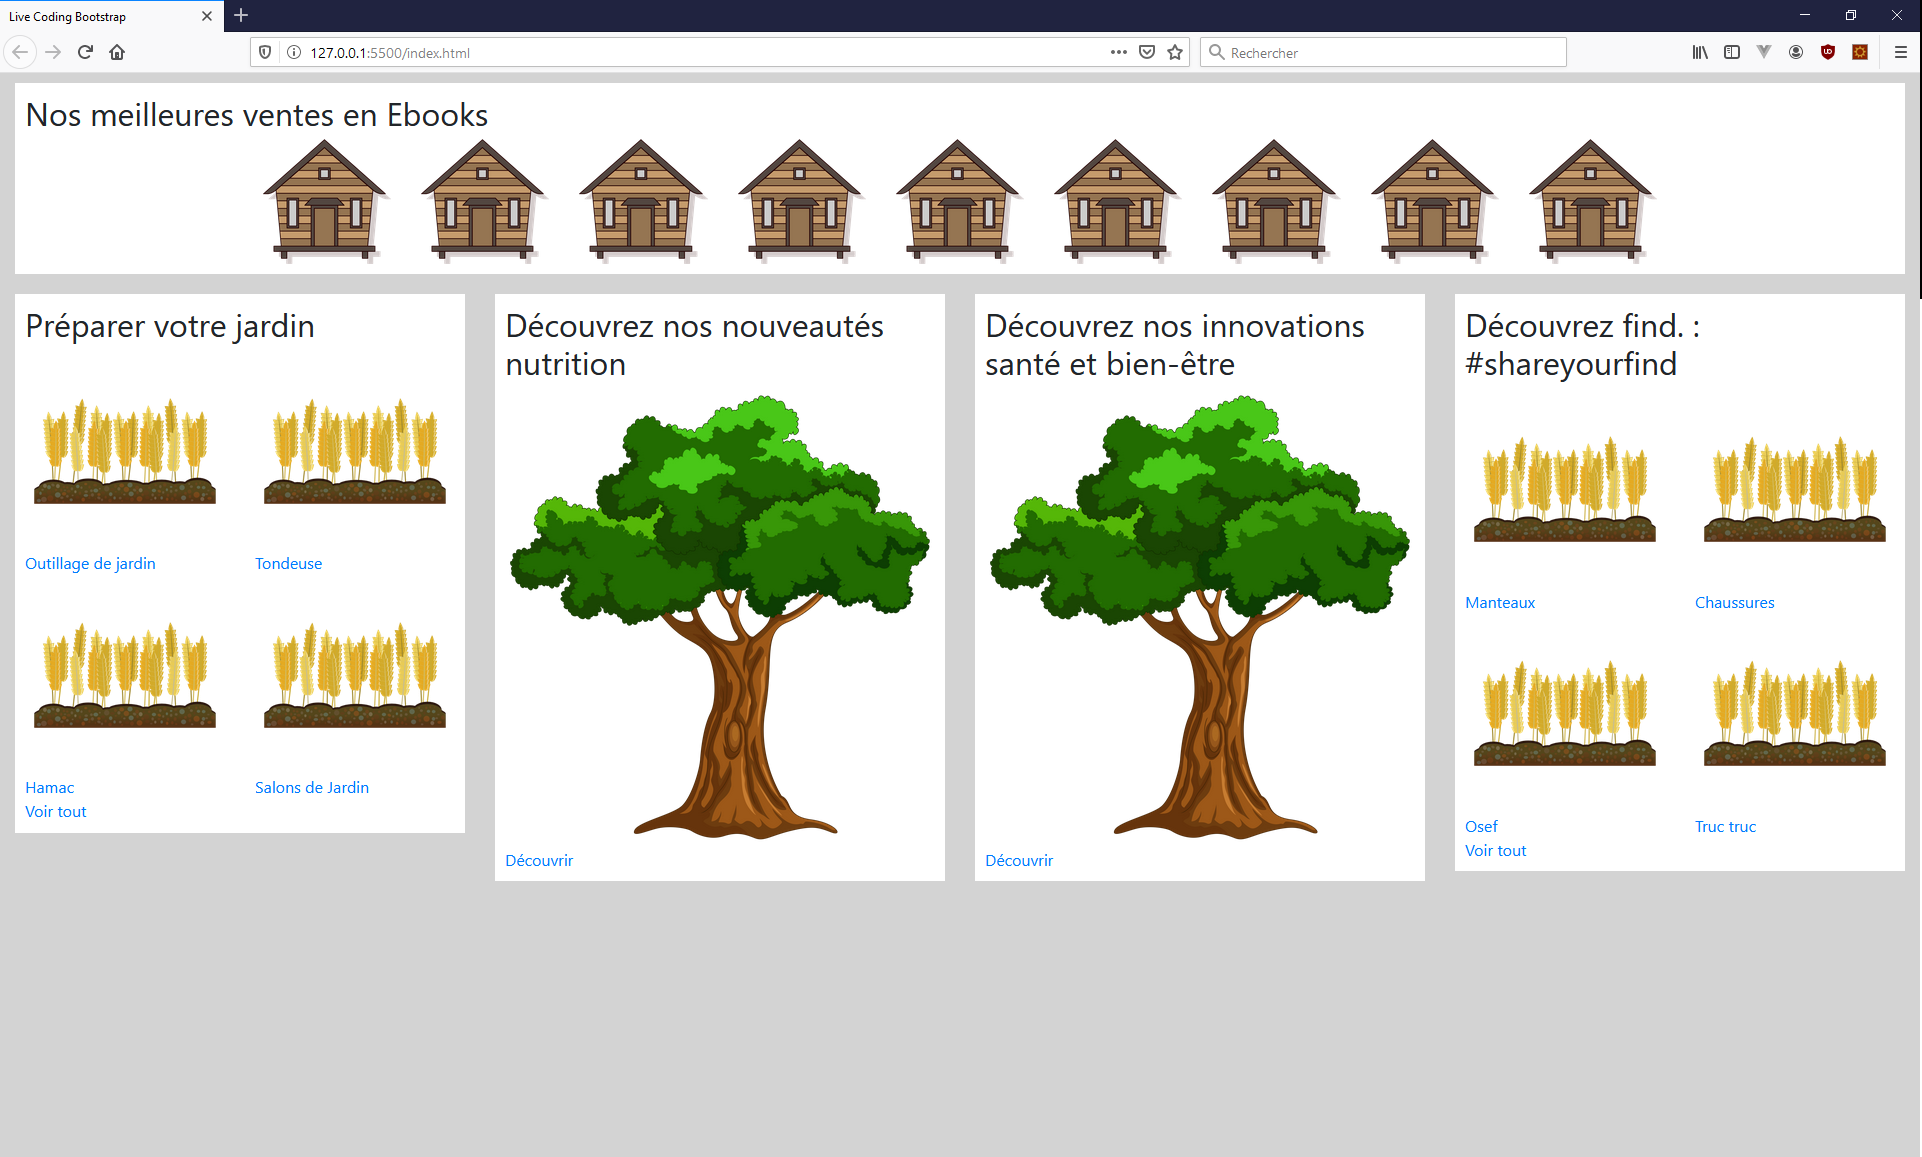 Live Coding Bootstrap
127.0.0.1:5500/index.html
Rechercher
Nos meilleures ventes en Ebooks
Préparer votre jardin
Outillage de jardin
Tondeuse
Hamac
Salons de Jardin
Voir tout
Découvrez nos nouveautés
nutrition
Découvrir
Découvrez nos innovations
santé et bien-être
Découvrir
Découvrez find. :
#shareyourfind
Manteaux
Chaussures
Osef
Truc truc
Voir tout